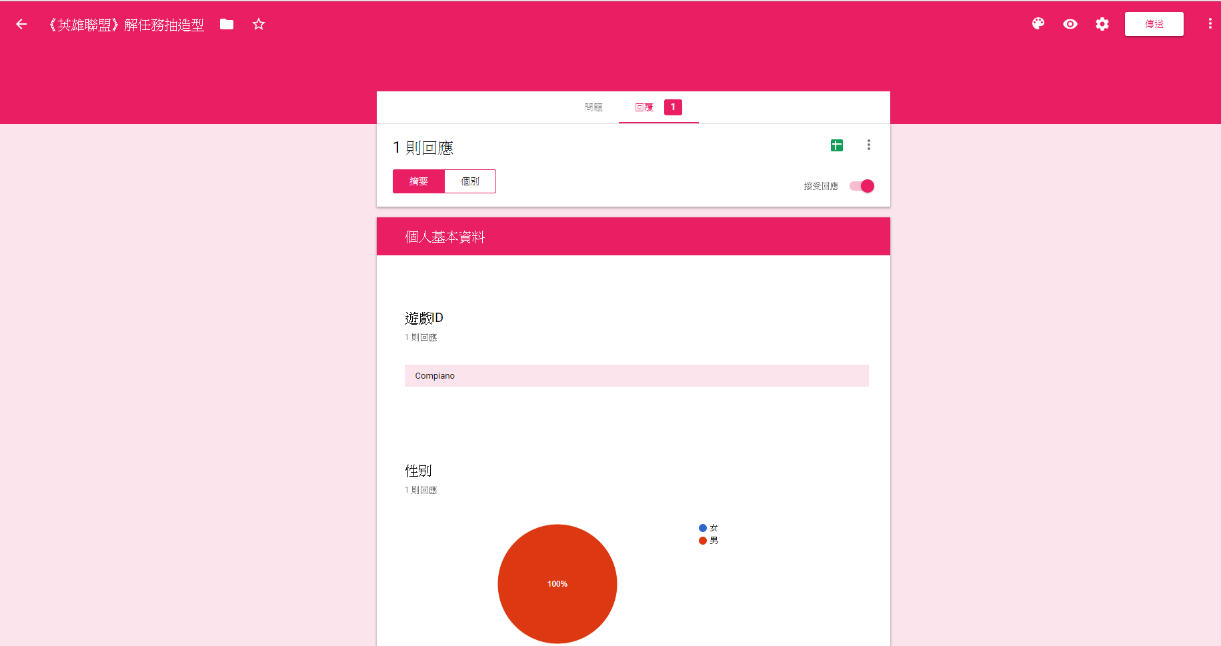 《英雄聯盟》解任務抽造型
傳送
問題
回覆 1
1 則回應
摘要
個別
接受回應
個人基本資料
遊戲ID
1 則回應
Compiano
性別
1 則回應
女
男
100%